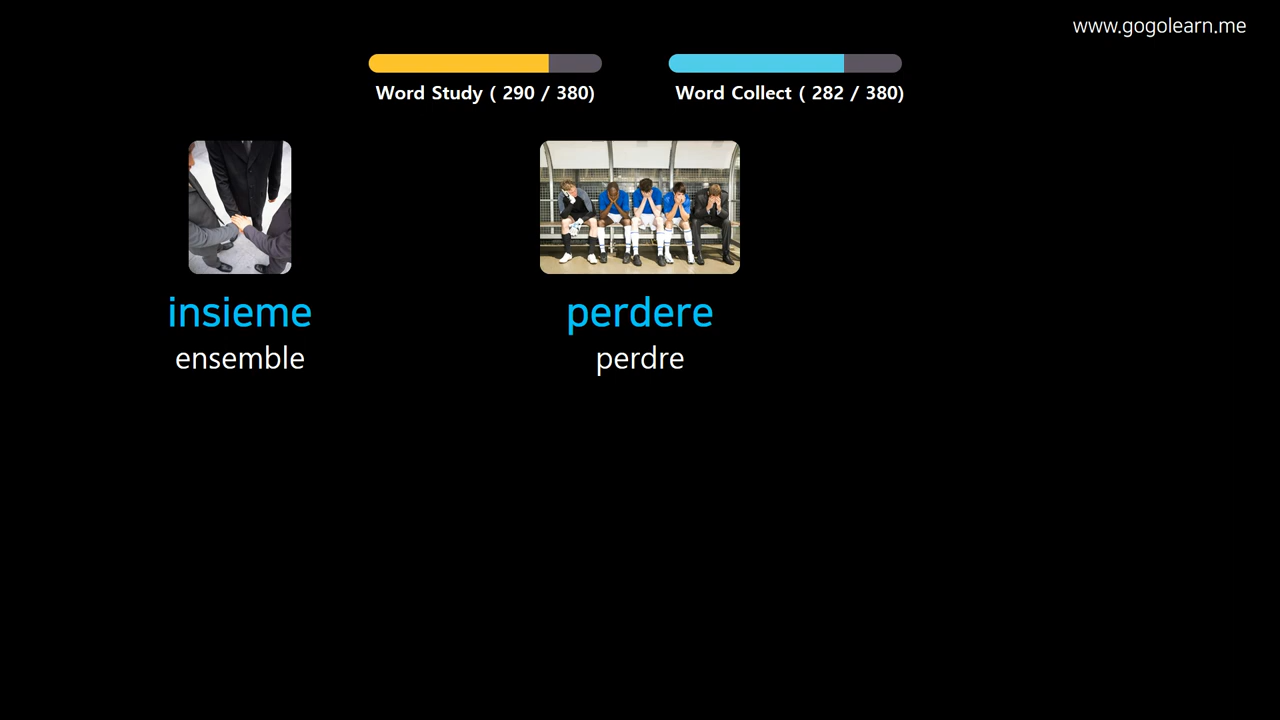 www.gogolearn.me
Word Study ( 290 / 380)
Word Collect ( 282 / 380)
insieme
ensemble
perdere
perdre